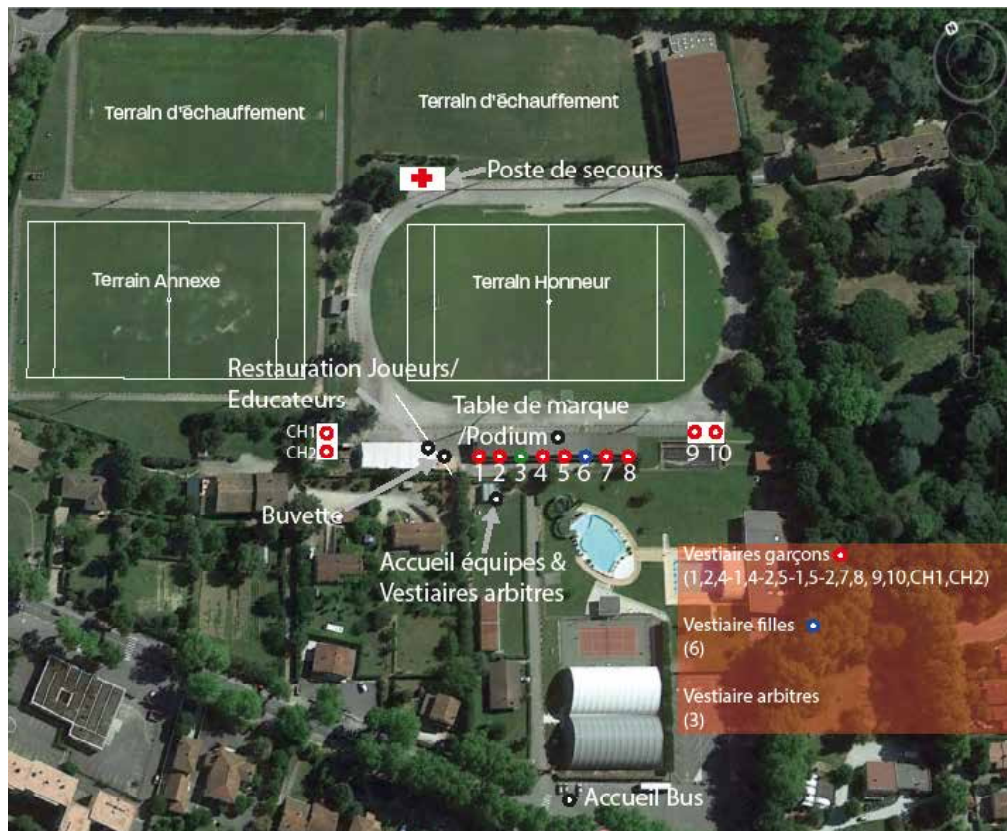 Terrain d'échauffement
Terrain d'échauffement
Poste de secours
Terrain Annexe
Terrain Honneur
Restauration Joueurs/
Educateurs
Table de marque
/Podium
CH1
CH2
1 2 3 4 5 6 7 8
9 10
Buvette
Accueil équipes &
Vestiaires arbitres
Vestiaires garçons
(1,2,4-1,4-2,5-1,5-2,7,8, 9,10,CH1,CH2)
Vestiaire filles
(6)
Vestiaire arbitres
(3)
Accueil Bus